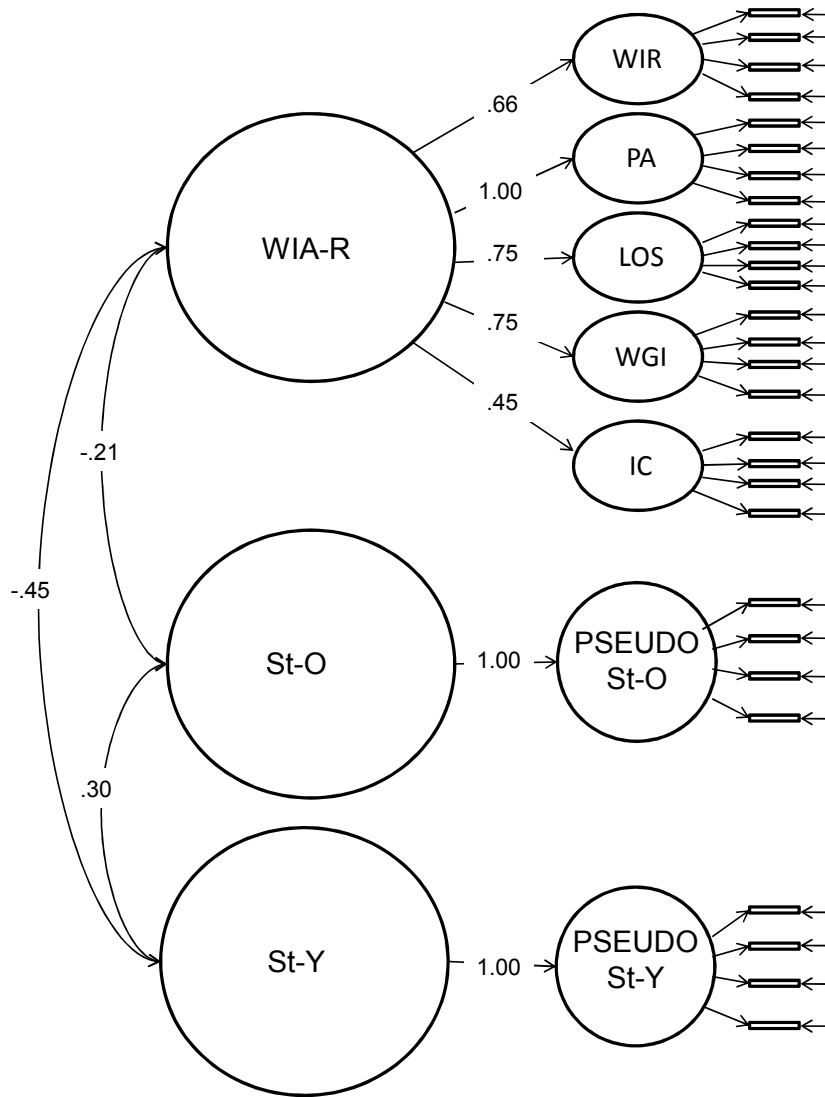 WIR
.66
PA
1.00
WIA-R
.75
LOS
.75
WGI
.45
IC
-.21
-.45
St-O
1.00
PSEUDO
St-O
.30
St-Y
1.00
PSEUDO
St-Y